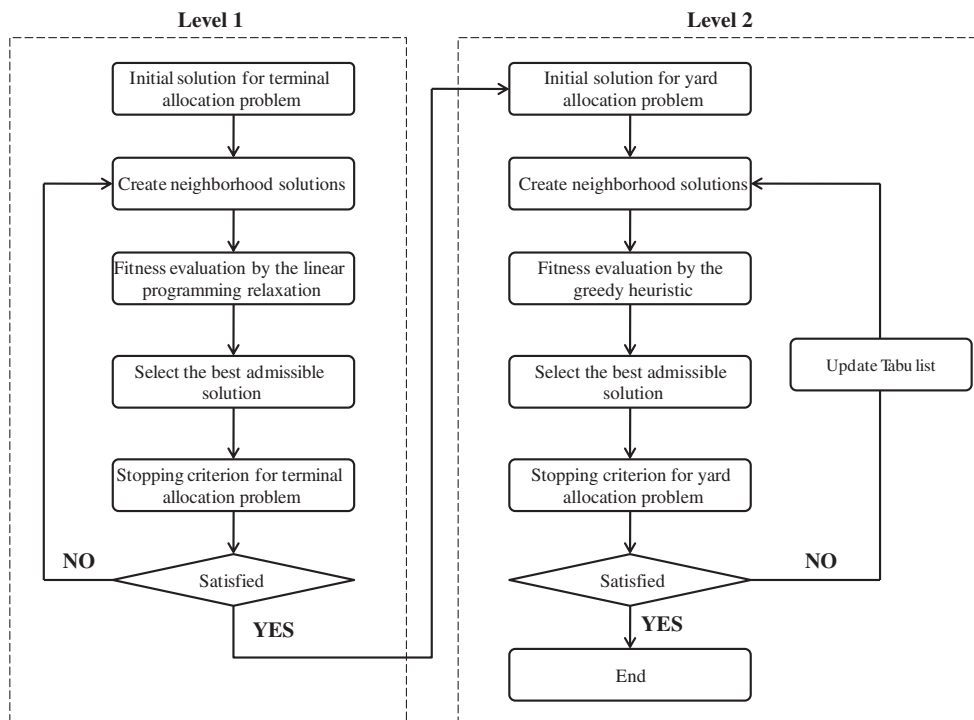 Level 1
Initial solution for terminal
allocation problem
Create neighborhood solutions
Fitness evaluation by the linear
programming relaxation
Select the best admissible
solution
Stopping criterion for terminal
allocation problem
NO
Satisfied
YES
Level 2
Initial solution for yard
allocation problem
Create neighborhood solutions
Fitness evaluation by the
greedy heuristic
Update Tabu list
Select the best admissible
solution
Stopping criterion for yard
allocation problem
Satisfied
NO
YES
End